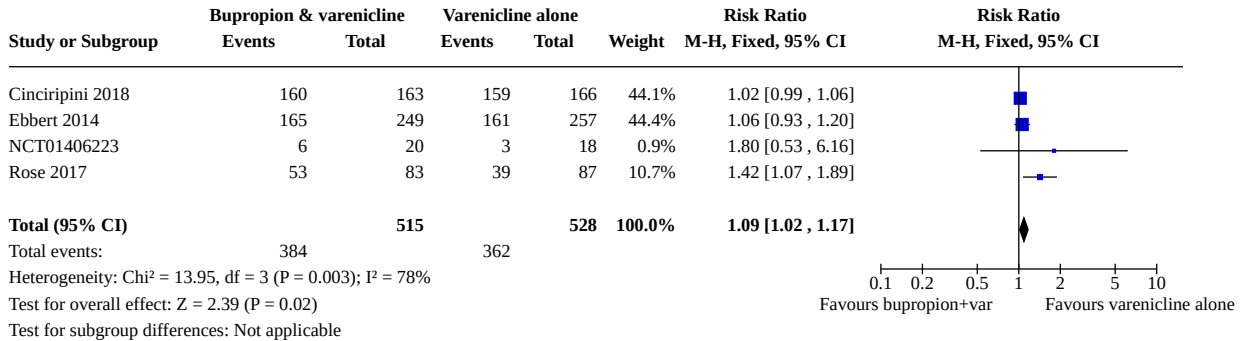 Bupropion & varenicline Varenicline alone Risk Ratio Risk Ratio
Study or Subgroup Events Total Events Total Weight M-H, Fixed, 95% CI M-H, Fixed, 95% CI
Cinciripini 2018 160 163 159 166 44.1% 1.02 [0.99 , 1.06]
Ebbert 2014 165 249 161 257 44.4% 1.06 [0.93 , 1.20]
NCT01406223 6 20 3 18 0.9% 1.80 [0.53 , 6.16]
Rose 2017 53 83 39 87 10.7% 1.42 [1.07 , 1.89]
Total (95% CI) 515 528 100.0% 1.09 [1.02 , 1.17]
Total events: 384 362
Heterogeneity: Chi² = 13.95, df = 3 (P = 0.003); I² = 78%
Test for overall effect: Z = 2.39 (P = 0.02)
Test for subgroup differences: Not applicable
0.1 0.2 0.5 1 2 5 10
Favours bupropion+var Favours varenicline alone